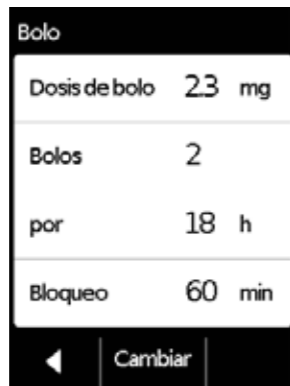 Bolo
Dosis de bolo 2.3 mg
Bolos 2
por 18 h
Bloqueo 60 min
Cambiar